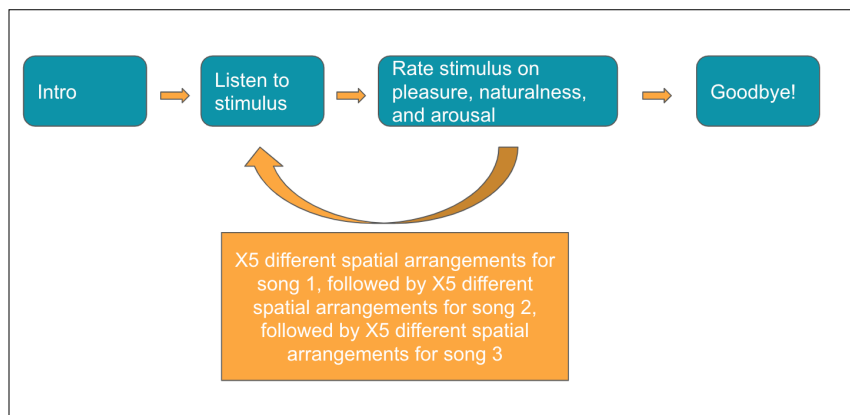 Intro
Listen to
stimulus
Rate stimulus on
pleasure, naturalness,
and arousal
Goodbye!
X5 different spatial arrangements for
song 1, followed by X5 different
spatial arrangements for song 2,
followed by X5 different spatial
arrangements for song 3